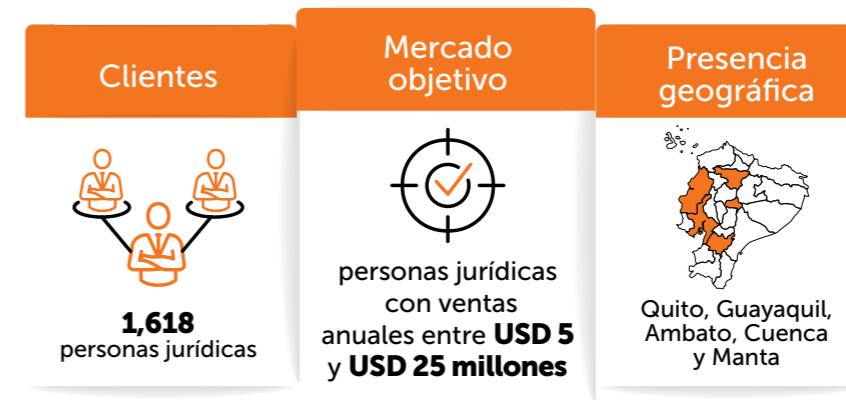 Clientes
1,618
personas jurídicas
Mercado
objetivo
personas jurídicas
con ventas
anuales entre USD 5
y USD 25 millones
Presencia
geográfica
Quito, Guayaquil,
Ambato, Cuenca
y Manta